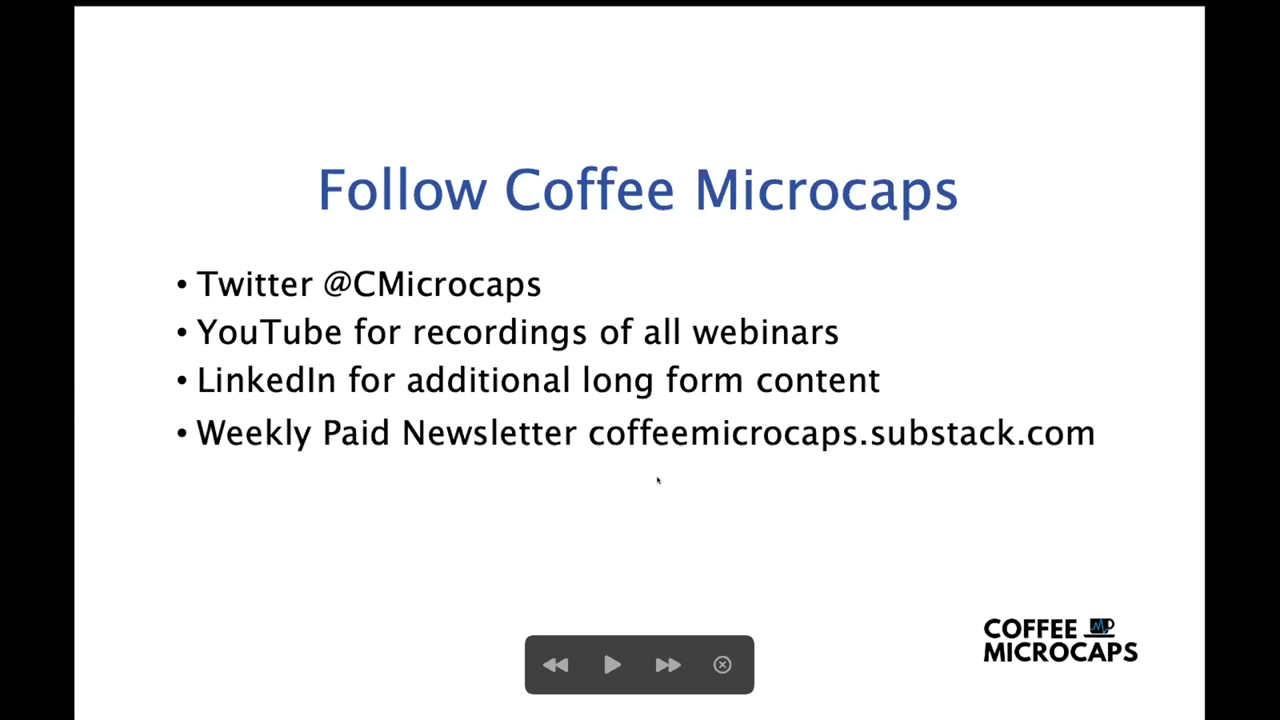 Follow Coffee Microcaps
• Twitter @CMicrocaps
• YouTube for recordings of all webinars
• LinkedIn for additional long form content
• Weekly Paid Newsletter coffeemicrocaps.substack.com
COFFEE
MICROCAPS